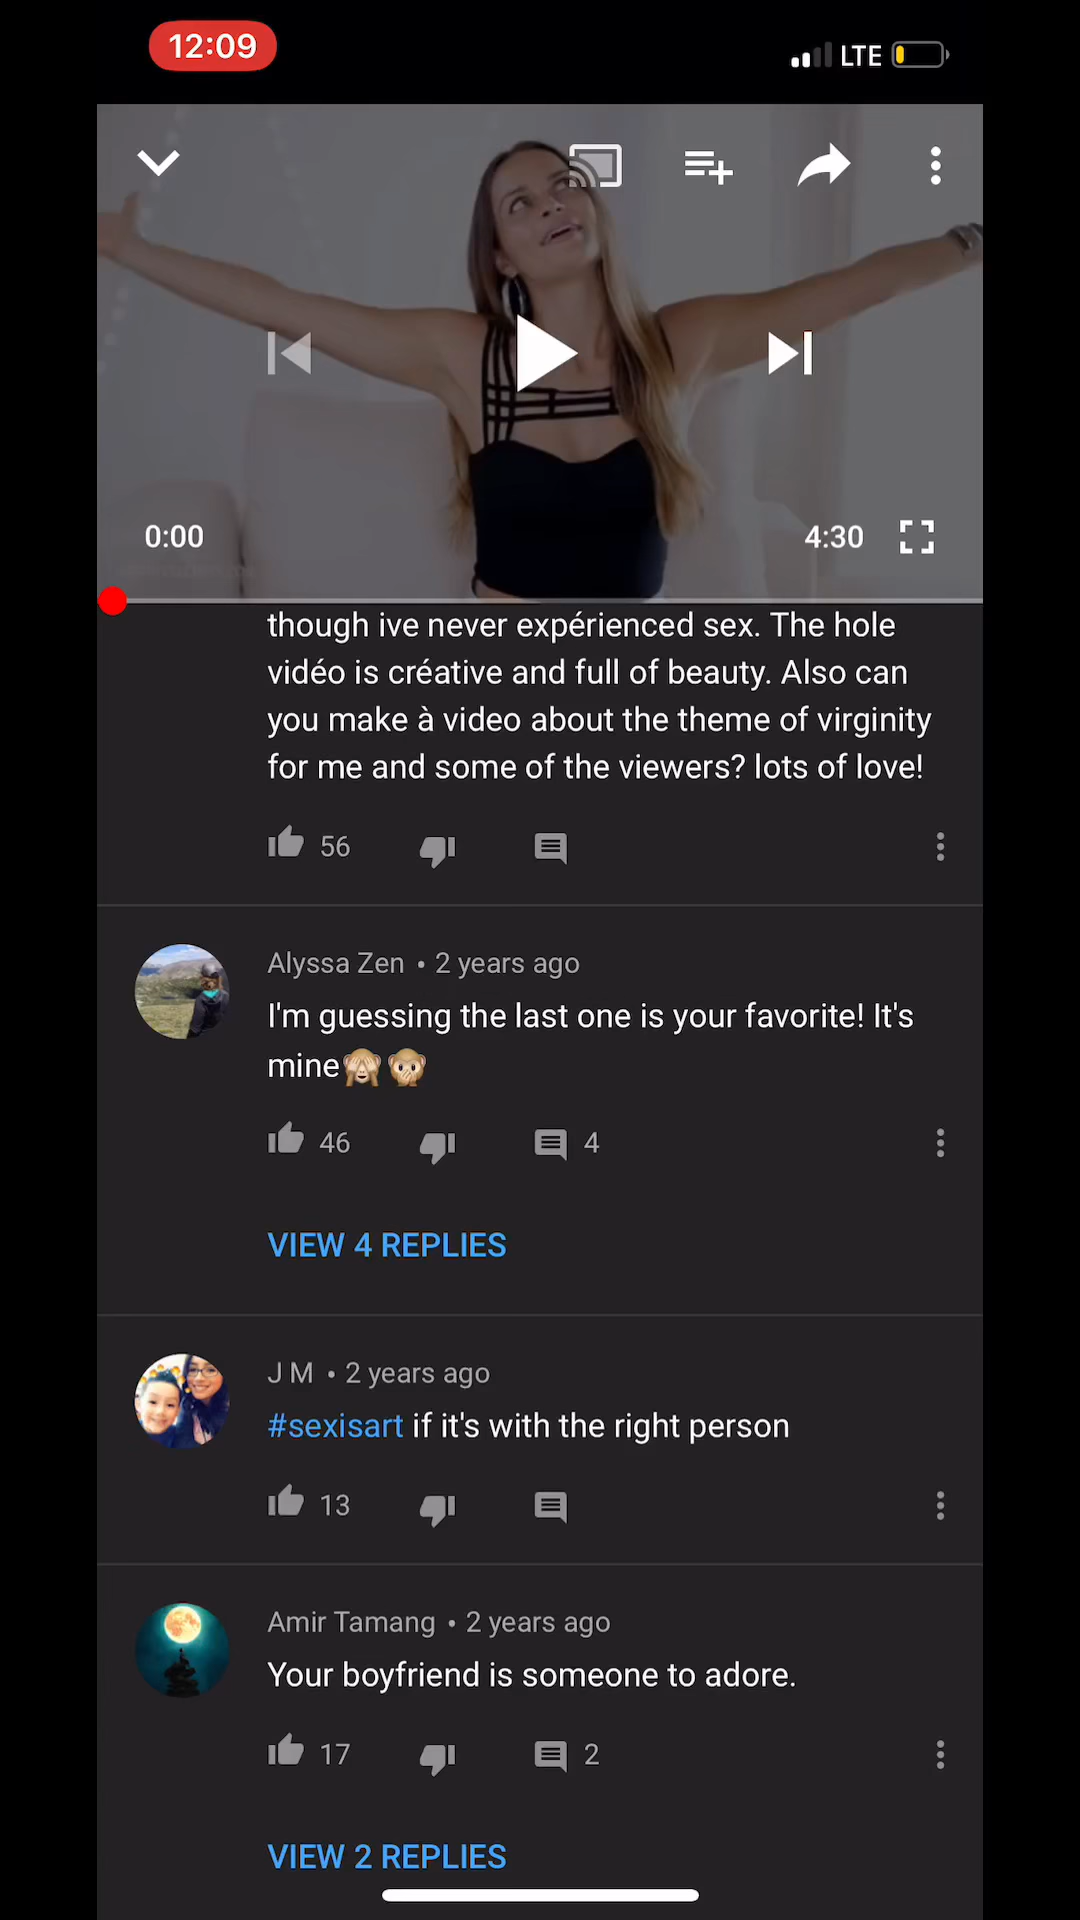 12:09
LTE
0:00
4:30
though ive never expérienced sex. The hole
vidéo is créative and full of beauty. Also can
you make à video about the theme of virginity
for me and some of the viewers? lots of love!
56
Alyssa Zen • 2 years ago
I'm guessing the last one is your favorite! It's
mine🙈🙊
46
4
VIEW 4 REPLIES
J M • 2 years ago
#sexisart if it's with the right person
13
Amir Tamang • 2 years ago
Your boyfriend is someone to adore.
17
2
VIEW 2 REPLIES